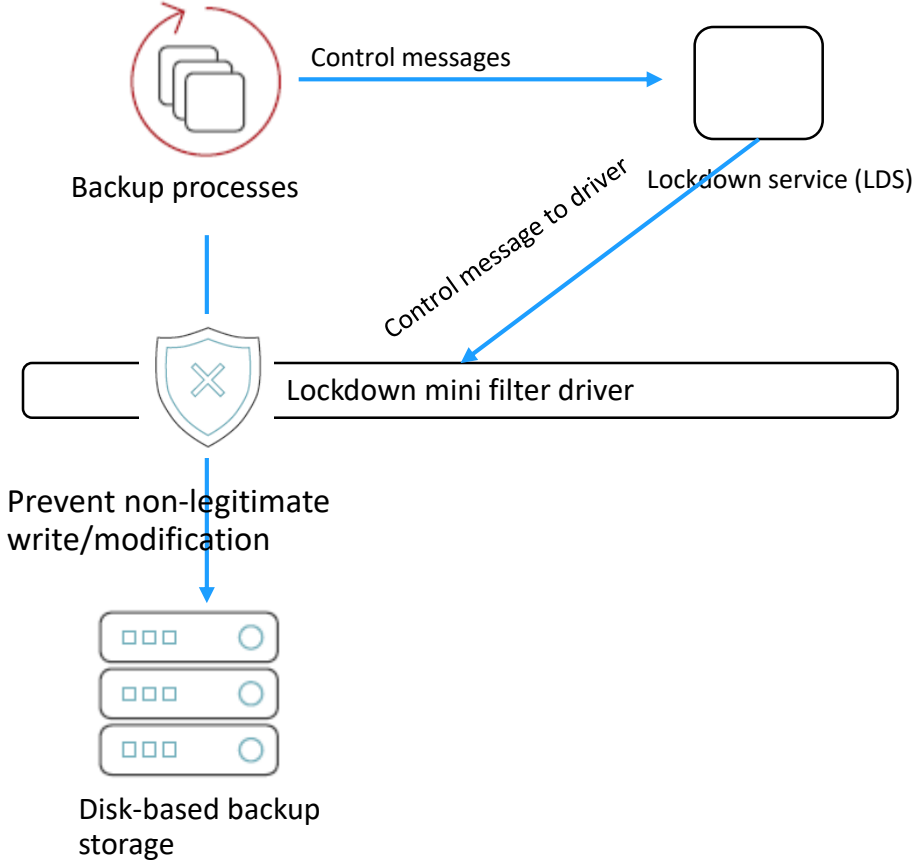 Control messages
Backup processes
Lockdown service (LDS)
Control message to driver
Lockdown mini filter driver
Prevent non-legitimate
write/modification
Disk-based backup
storage